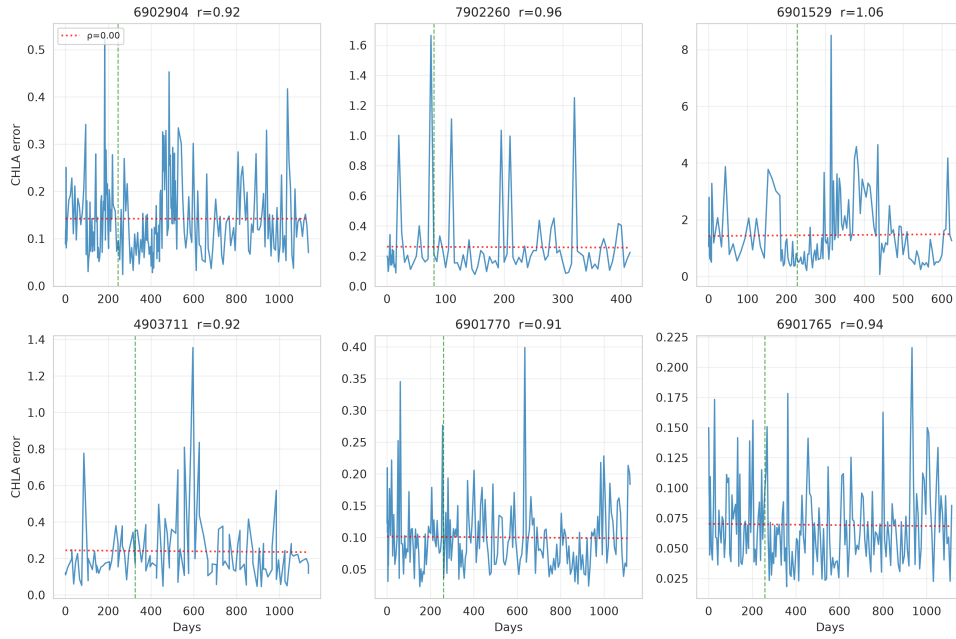 6902904  r=0.92
7902260  r=0.96
6901529  r=1.06
CHLA error
ρ=0.00
0.5
0.4
0.3
0.2
0.1
0.0
0 200 400 600 800 1000
1.6
1.4
1.2
1.0
0.8
0.6
0.4
0.2
0.0
0 100 200 300 400
8
6
4
2
0
0 100 200 300 400 500 600
4903711  r=0.92
6901770  r=0.91
6901765  r=0.94
CHLA error
1.4
1.2
1.0
0.8
0.6
0.4
0.2
0.0
0 200 400 600 800 1000
Days
0.40
0.35
0.30
0.25
0.20
0.15
0.10
0.05
0 200 400 600 800 1000
Days
0.225
0.200
0.175
0.150
0.125
0.100
0.075
0.050
0.025
0 200 400 600 800 1000
Days